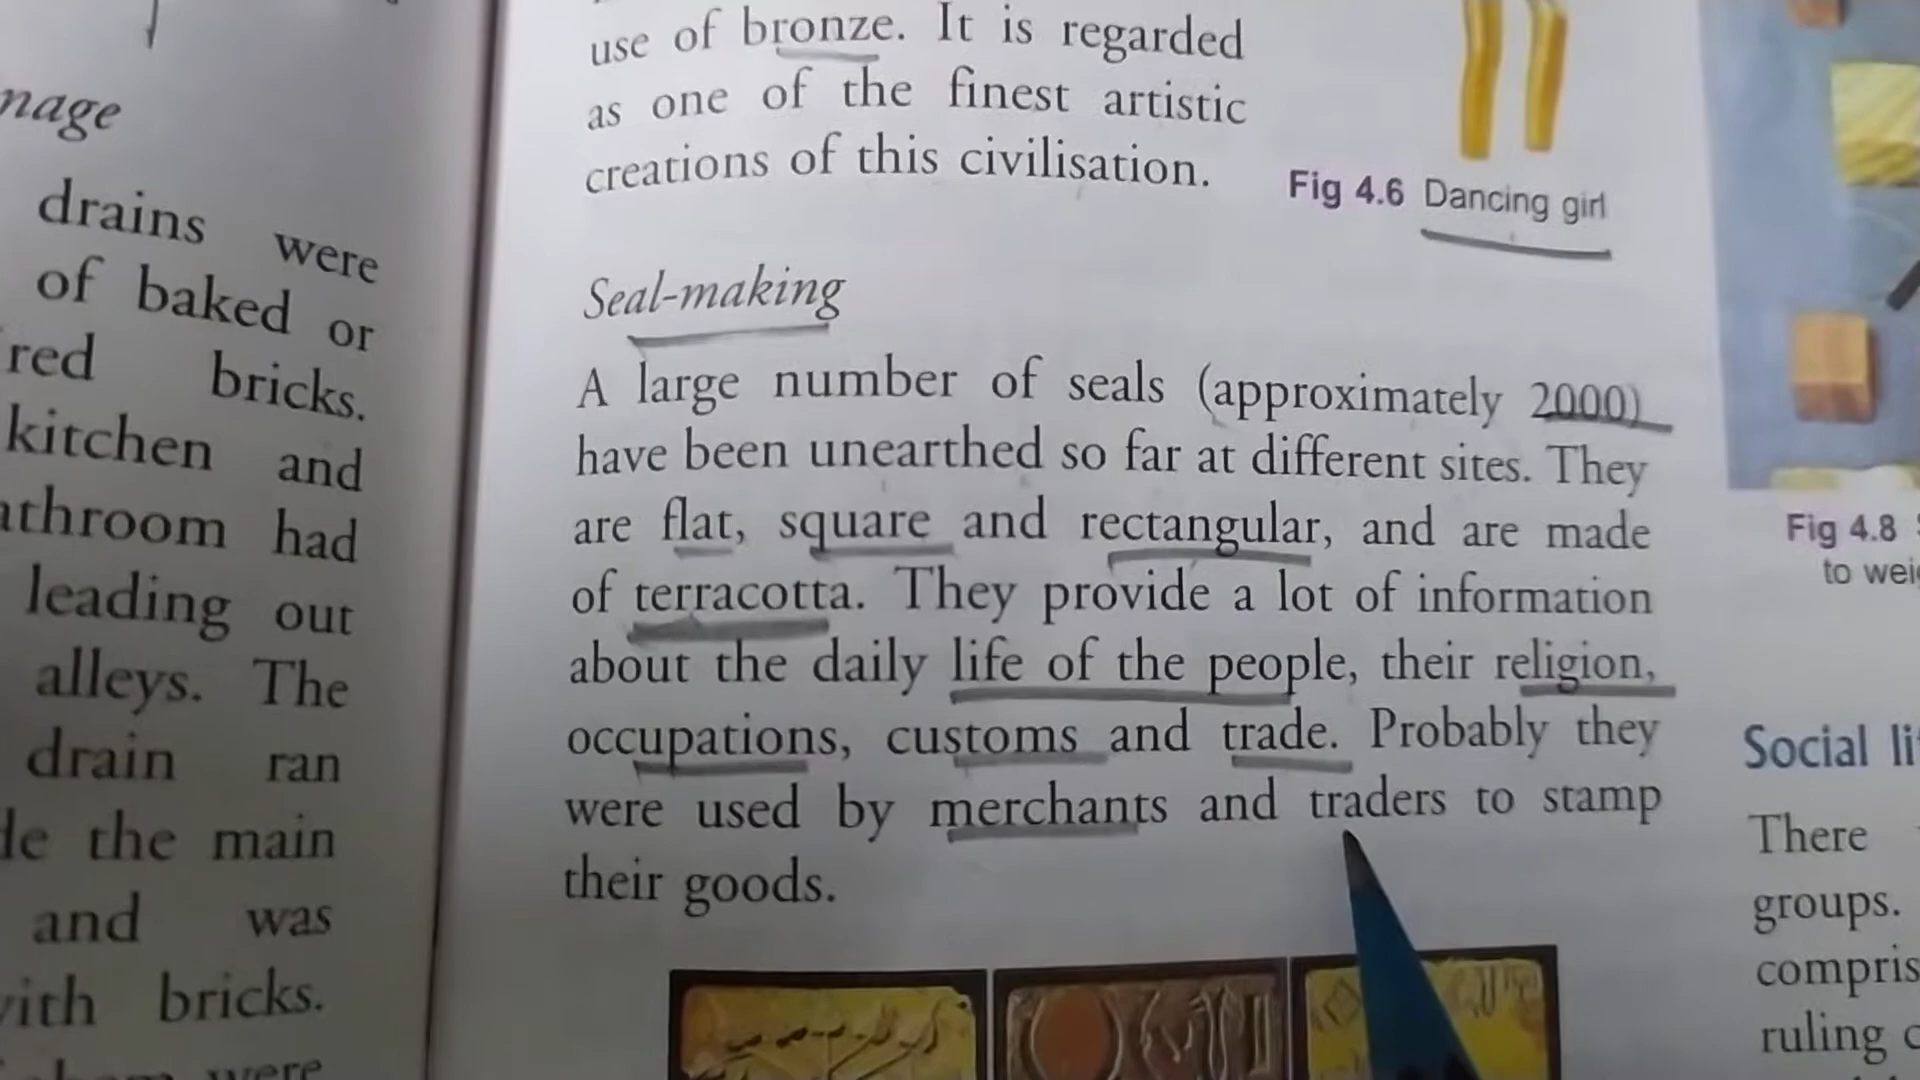 nage
drains were
of baked or
red bricks.
kitchen and
athroom had
leading out
alleys. The
drain ran
the main
and was
with bricks.
were
use of bronze. It is regarded
as one of the finest artistic
creations of this civilisation.
Fig 4.6 Dancing girl
Seal-making
A large number of seals (approximately 2000)
have been unearthed so far at different sites. They
are flat, square and rectangular, and are made
of terracotta. They provide a lot of information
about the daily life of the people, their religion,
occupations, customs and trade. Probably they
were used by merchants and traders to stamp
their goods.
Fig 4.8
to wei
Social li
There
groups.
compris
ruling c